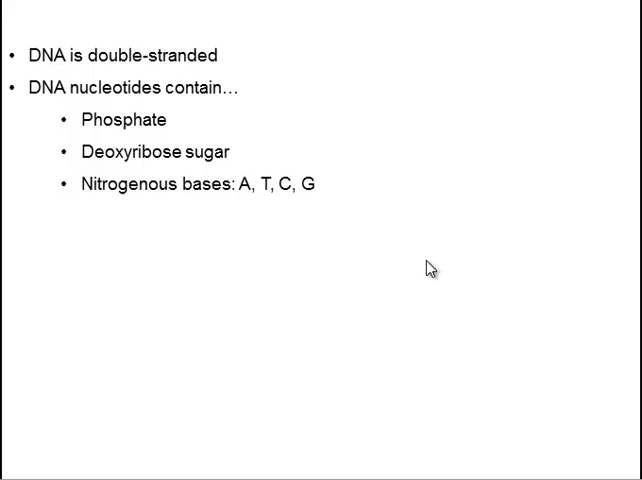 • DNA is double-stranded
• DNA nucleotides contain…
• Phosphate
• Deoxyribose sugar
• Nitrogenous bases: A, T, C, G